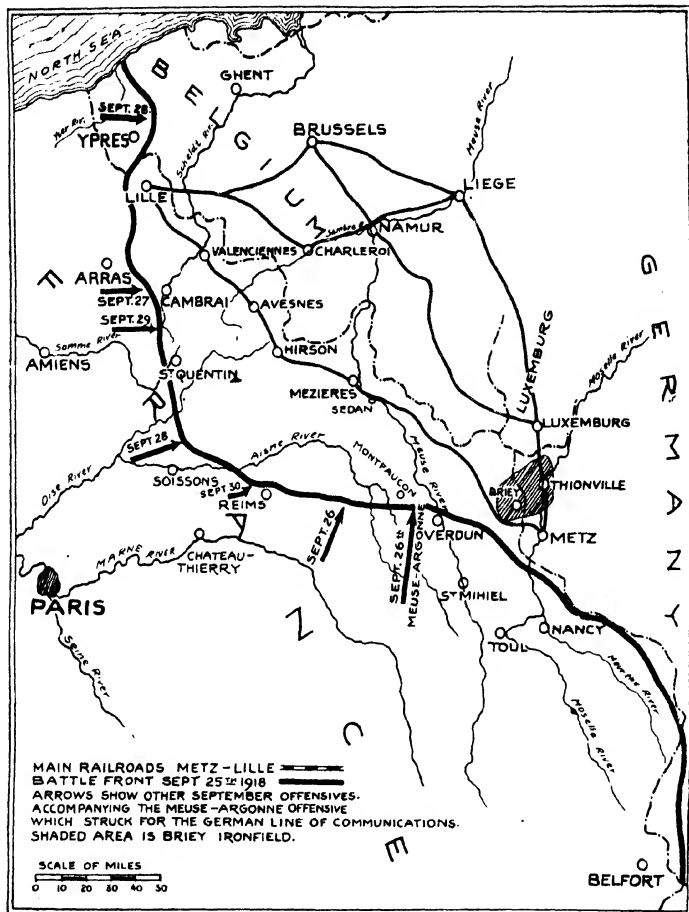 NORTH SEA
BELGIUM
GHENT
SEPT. 28
Yser Riv.
YPRES
Scheldt Riv.
BRUSSELS
Meuse River
LIEGE
LILLE
Sambre R.
NAMUR
VALENCIENNES
CHARLEROI
GERMANY
ARRAS
SEPT. 27
CAMBRAI
AVESNES
SEPT. 29
FRANCE
Somme River
AMIENS
HIRSON
ST QUENTIN
MEZIERES
SEDAN
LUXEMBURG
Moselle River
LUXEMBURG
SEPT 28
Aisne River
MONTFAUCON
Meuse River
Oise River
SOISSONS
SEPT 30
REIMS
BRIEY
THIONVILLE
VERDUN
METZ
MARNE RIVER
CHATEAU-
THIERRY
SEPT. 26
SEPT. 26th
MEUSE-ARGONNE
PARIS
ST MIHIEL
TOUL
NANCY
Seine River
Meurthe River
Moselle River
MAIN RAILROADS METZ-LILLE
BATTLE FRONT SEPT 25TH 1918
ARROWS SHOW OTHER SEPTEMBER OFFENSIVES.
ACCOMPANYING THE MEUSE-ARGONNE OFFENSIVE
WHICH STRUCK FOR THE GERMAN LINE OF COMMUNICATIONS.
SHADED AREA IS BRIEY IRONFIELD.
SCALE OF MILES
0 10 20 30 40 50
BELFORT